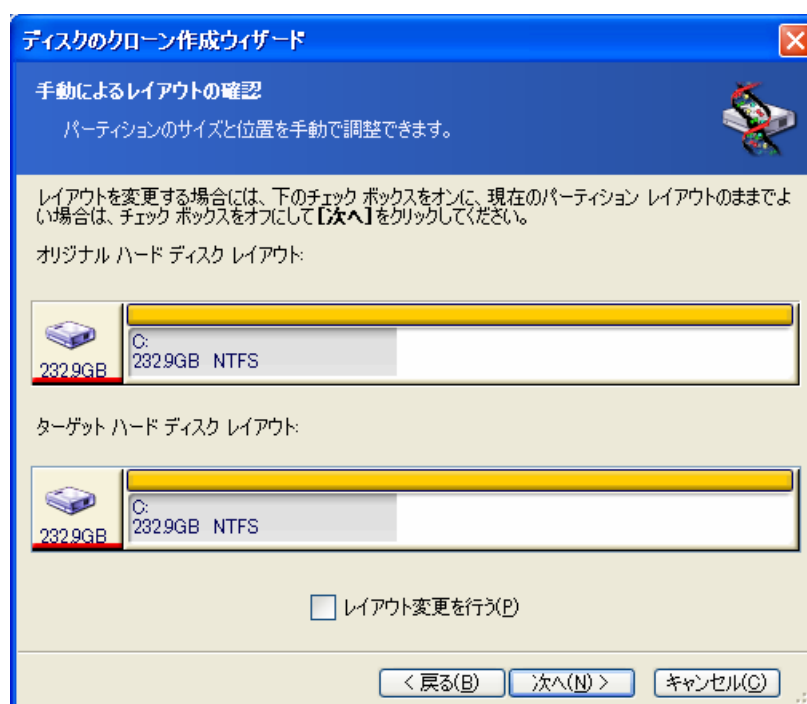 ディスクのクローン作成ウィザード
手動によるレイアウトの確認
パーティションのサイズと位置を手動で調整できます。
レイアウトを変更する場合には、下のチェック ボックスをオンに、現在のパーティション レイアウトのままでよ
い場合は、チェック ボックスをオフにして【次へ】をクリックしてください。
オリジナル ハード ディスク レイアウト:
C:
232.9GB NTFS
232.9GB
ターゲット ハード ディスク レイアウト:
C:
232.9GB NTFS
232.9GB
レイアウト変更を行う(P)
< 戻る(B)
次へ(N) >
キャンセル(C)